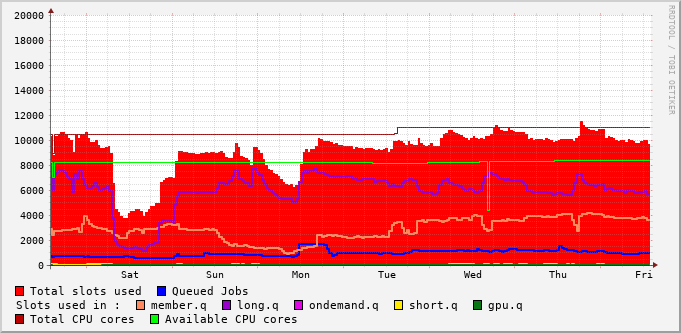 20000
18000
16000
14000
12000
10000
8000
6000
4000
2000
0
Sat Sun Mon Tue Wed Thu Fri
RRDTOOL / TOBI OETIKER
Total slots used Queued Jobs
Slots used in : member.q long.q ondemand.q short.q gpu.q
Total CPU cores Available CPU cores